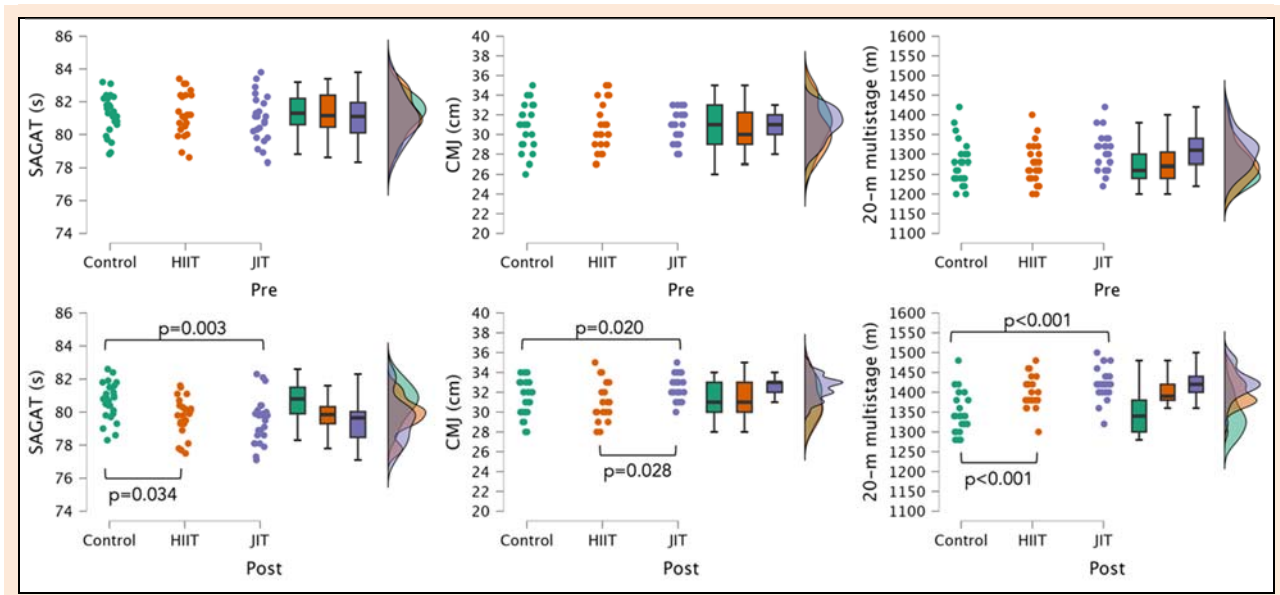 SAGAT (s)
86
84
82
80
78
76
74
Control HIIT JIT
Pre
CMJ (cm)
40
38
36
34
32
30
28
26
24
22
20
Control HIIT JIT
Pre
20-m multistage (m)
1600
1550
1500
1450
1400
1350
1300
1250
1200
1150
1100
Control HIIT JIT
Pre
SAGAT (s)
86
84
82
80
78
76
74
p=0.003
p=0.034
Control HIIT JIT
Post
CMJ (cm)
40
38
36
34
32
30
28
26
24
22
20
p=0.020
p=0.028
Control HIIT JIT
Post
20-m multistage (m)
1600
1550
1500
1450
1400
1350
1300
1250
1200
1150
1100
p<0.001
p<0.001
Control HIIT JIT
Post